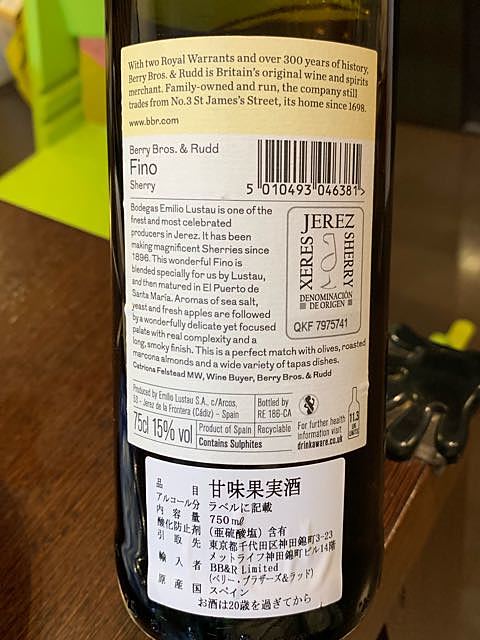 With two Royal Warrants and over 300 years of history,
Berry Bros. & Rudd is Britain's original wine and spirits
merchant. Family-owned and run, the company still
trades from No.3 St James's Street, its home since 1698.
www.bbr.com
Berry Bros. & Rudd
Fino
Sherry
5 010493 046381 >
Bodegas Emilio Lustau is one of the
finest and most celebrated
producers in Jerez. It has been
making magnificent Sherries since
1896. This wonderful Fino is
blended specially for us by Lustau,
and then matured in El Puerto de
Santa María. Aromas of sea salt,
yeast and fresh apples are followed
by a wonderfully delicate yet focused
palate with real complexity and a
long, smoky finish. This is a perfect match with olives, roasted
marcona almonds and a wide variety of tapas dishes.
Catriona Felstead MW, Wine Buyer, Berry Bros. & Rudd
JEREZ
XERES
SHERRY
DENOMINACIÓN
DE ORIGEN
QKF 7975741
Produced by Emilio Lustau S.A., c/Arcos,
53 - Jerez de la Frontera (Cádiz) - Spain
Bottled by
RE 186-CA
75cl 15% vol
Product of Spain
Recyclable
Contains Sulphites
For further health
information visit
drinkaware.co.uk
11.3
UK UNITS
品目 甘味果実酒
アルコール分 ラベルに記載
内容量 750㎖
酸化防止剤 (亜硫酸塩) 含有
引取先 東京都千代田区神田錦町3-23
メットライフ神田錦町ビル14階
輸入者 BB&R Limited
(ベリー・ブラザーズ&ラッド)
原産国 スペイン
お酒は20歳を過ぎてから